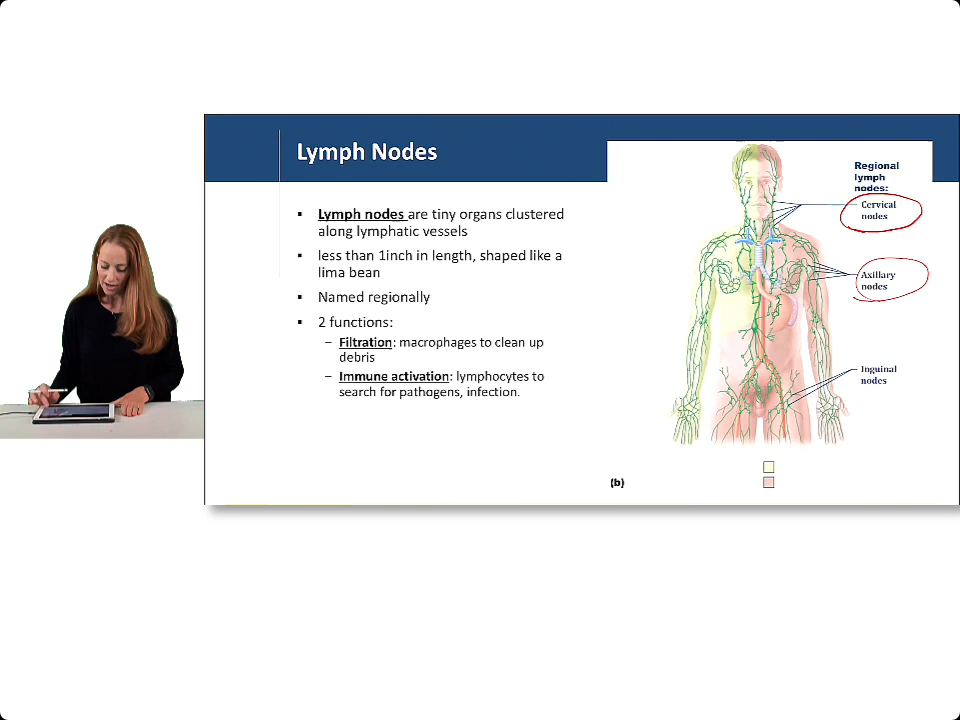 Lymph Nodes
▪ Lymph nodes are tiny organs clustered
along lymphatic vessels
▪ less than 1inch in length, shaped like a
lima bean
▪ Named regionally
▪ 2 functions:
– Filtration: macrophages to clean up
debris
– Immune activation: lymphocytes to
search for pathogens, infection.
Regional
lymph
nodes:
Cervical
nodes
Axillary
nodes
Inguinal
nodes
(b)